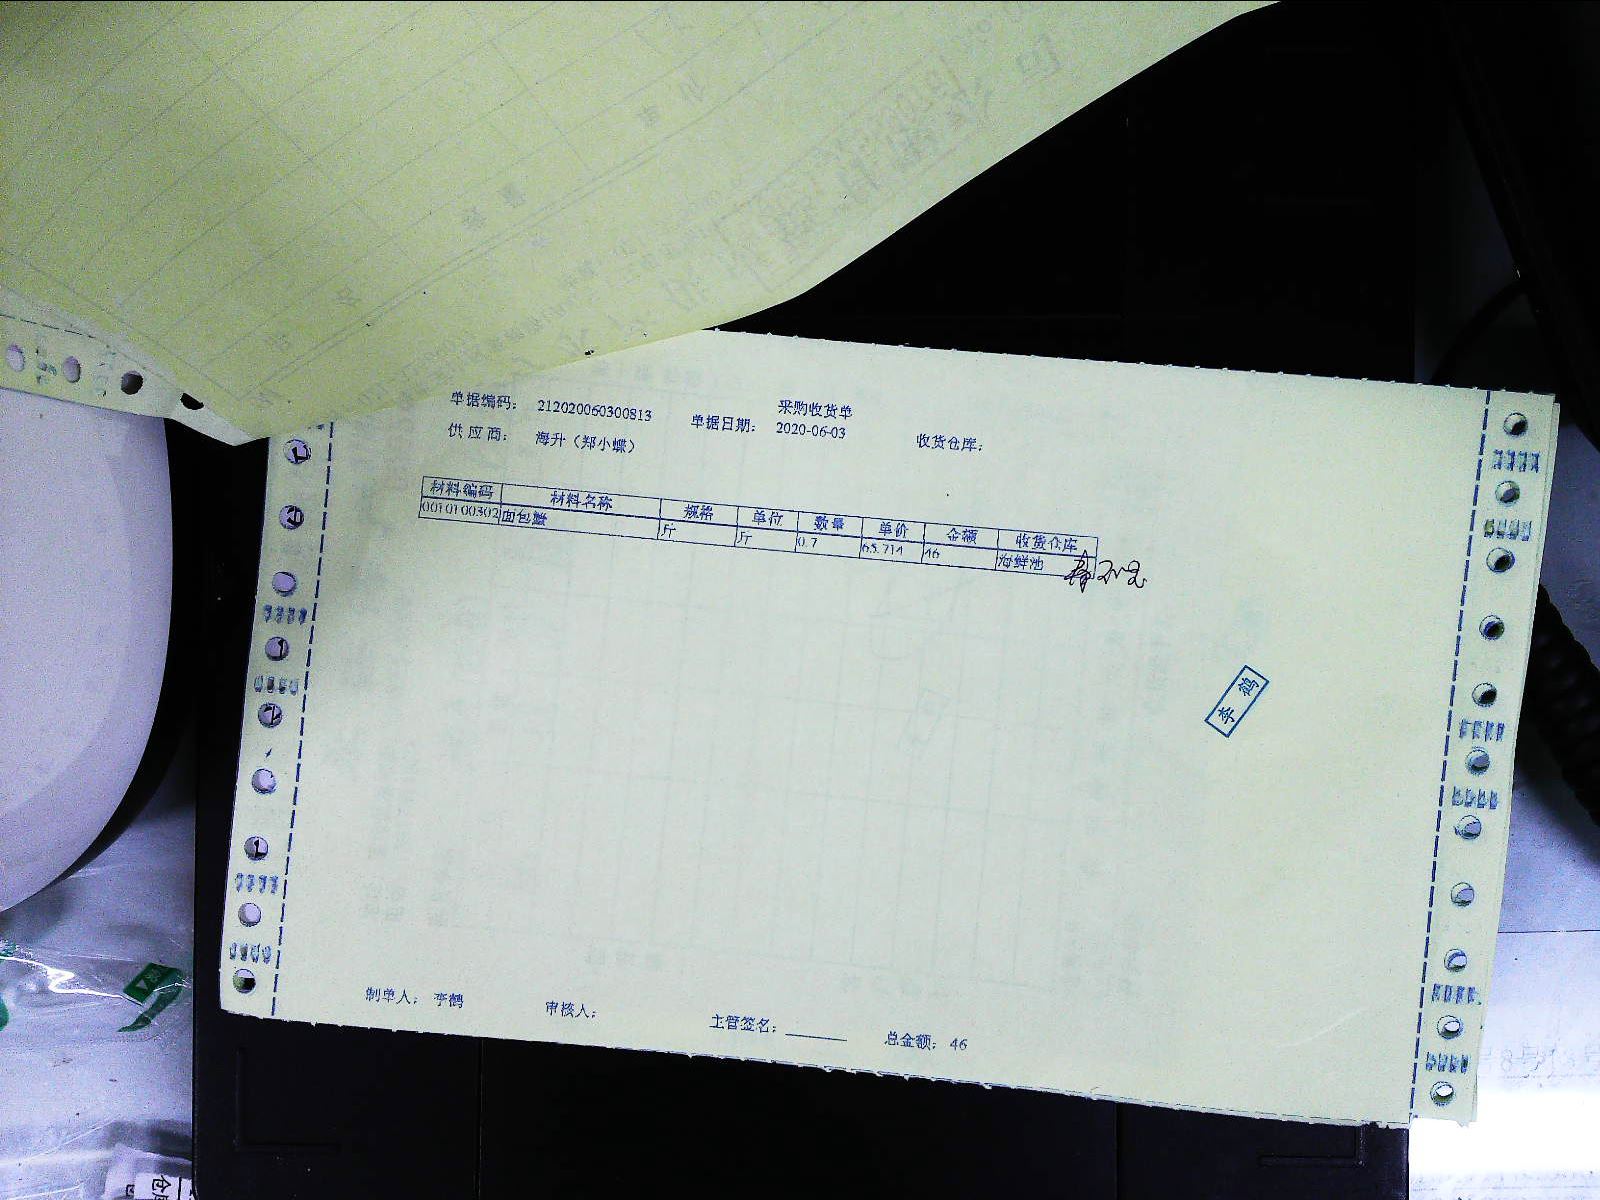 采购收货单
单据编码： 212020060300813 单据日期： 2020-06-03 收货仓库：
供应商： 海升（郑小蝶）
材料编码 材料名称 规格 单位 数量 单价 金额 收货仓库
0010100302 面包蟹 斤 斤 0.7 65.714 46 海鲜池
李鹤
制单人： 李鹤 审核人： 主管签名： 总金额： 46